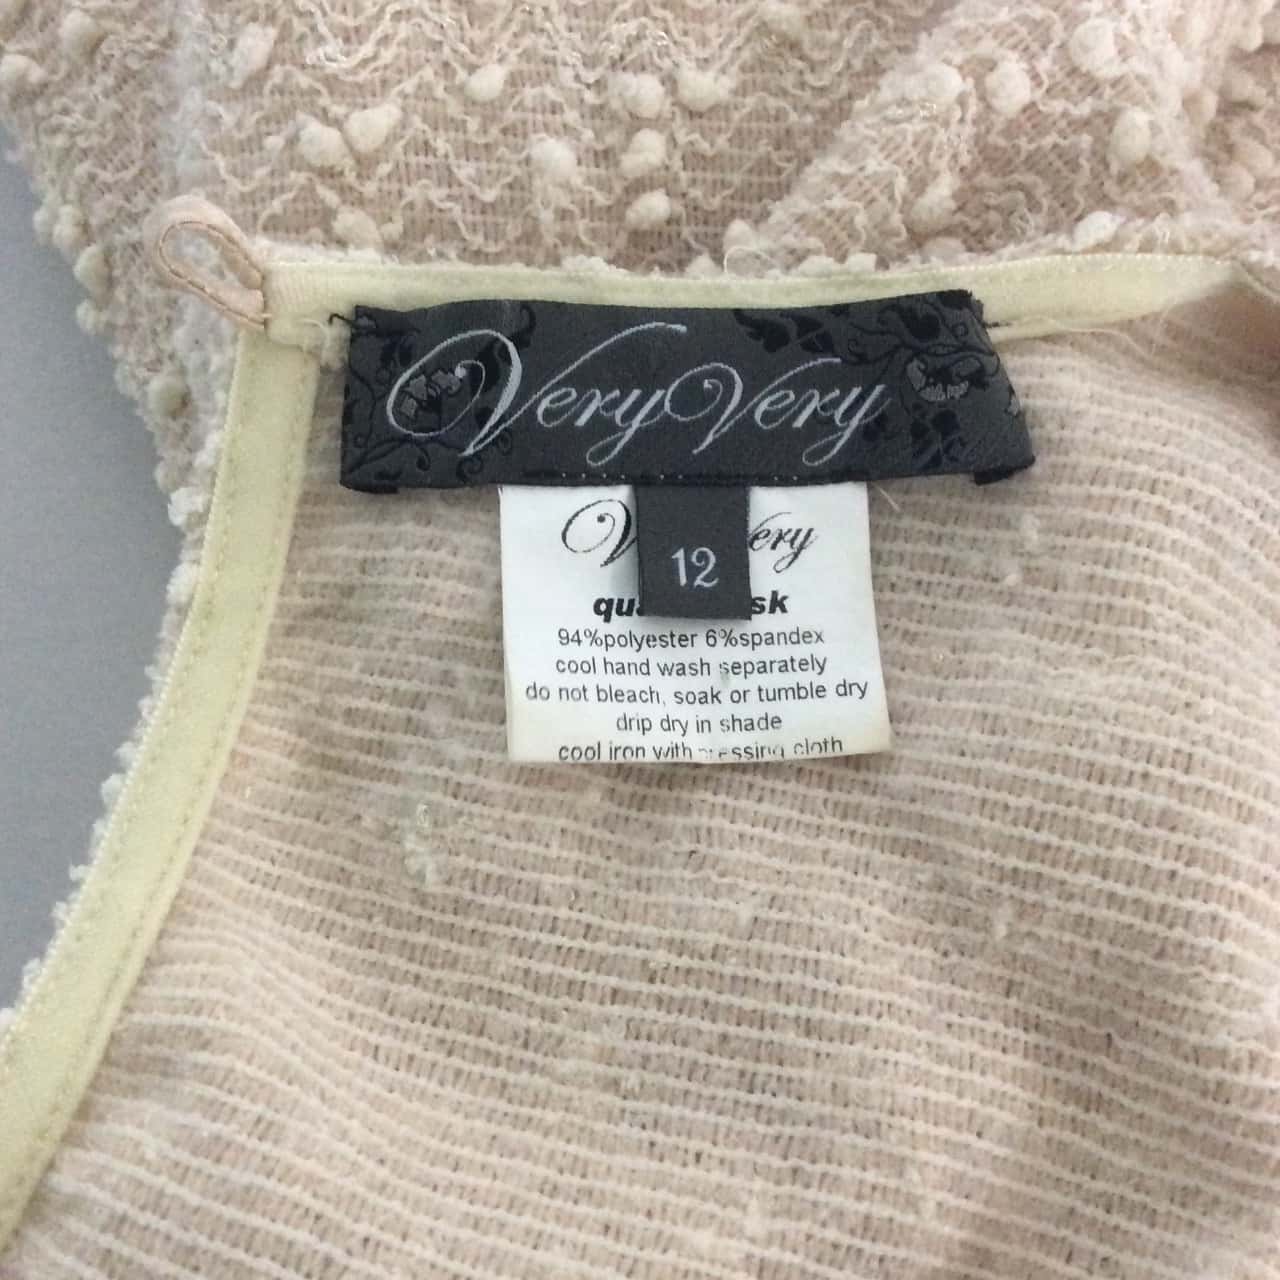 Very Very
12
94%polyester 6%spandex
cool hand wash separately
do not bleach, soak or tumble dry
drip dry in shade
cool iron with pressing cloth